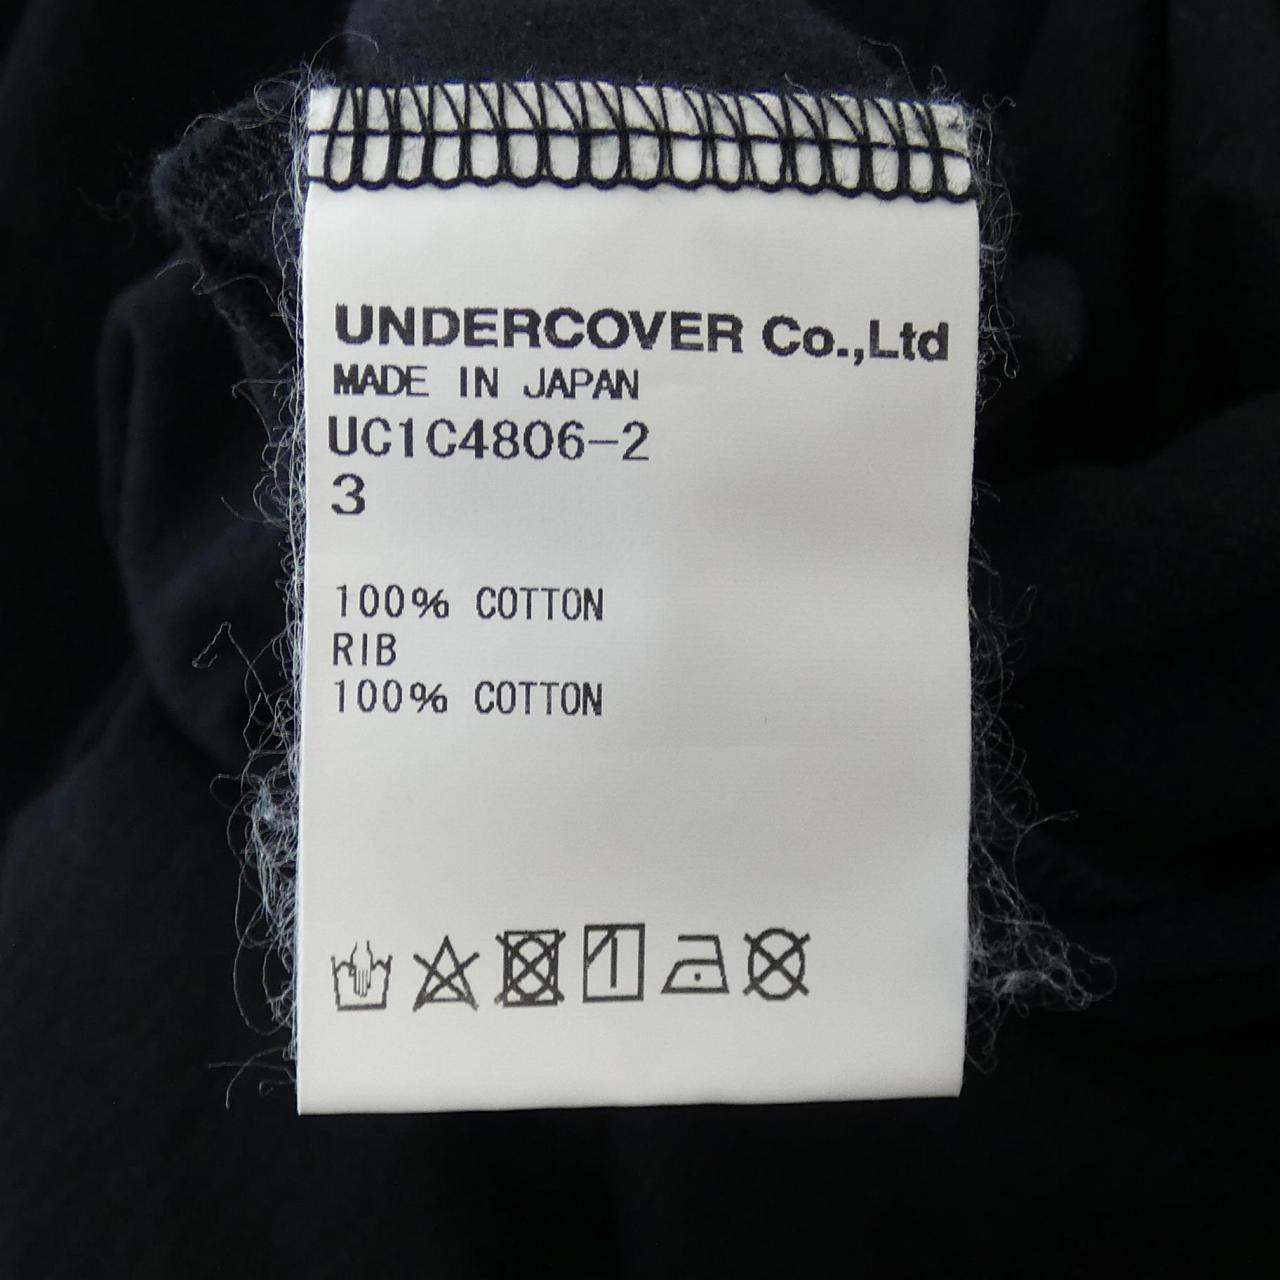 UNDERCOVER Co.,Ltd
MADE IN JAPAN
UC1C4806-2
3
100% COTTON
RIB
100% COTTON